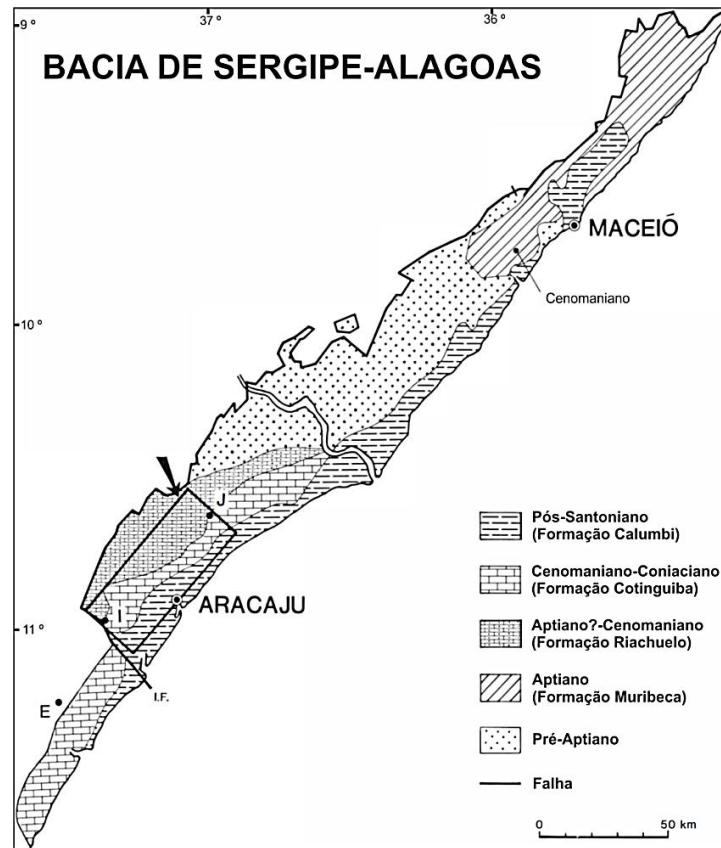 9 °
37 °
36 °
BACIA DE SERGIPE-ALAGOAS
MACEIÓ
Cenomaniano
10 °
J
Pós-Santoniano
(Formação Calumbi)
Cenomaniano-Coniaciano
(Formação Cotinguiba)
ARACAJU
I
11 °
Aptiano?-Cenomaniano
(Formação Riachuelo)
I.F.
E
Aptiano
(Formação Muribeca)
Pré-Aptiano
Falha
0
50 km